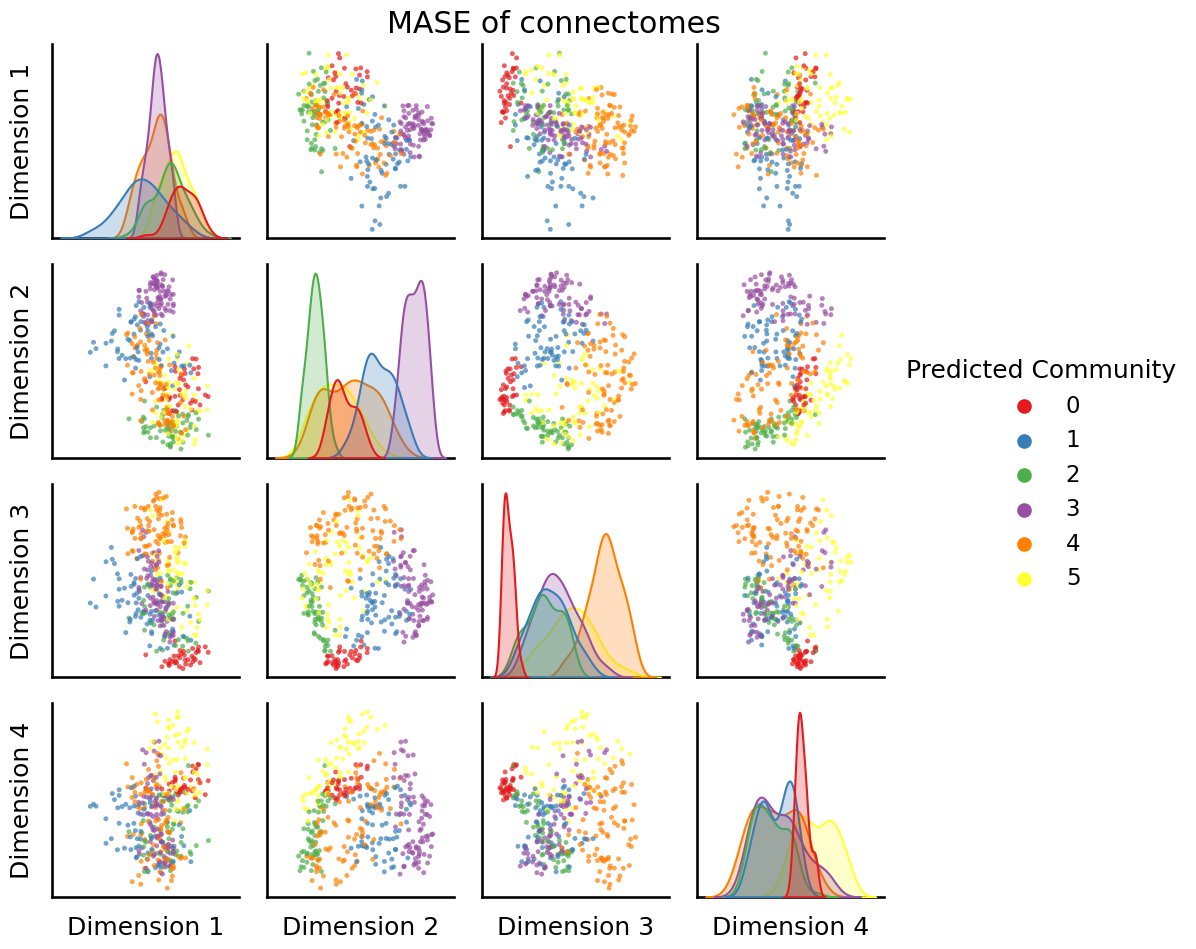 MASE of connectomes
Dimension 1
Dimension 2
Dimension 3
Dimension 4
Predicted Community
0
1
2
3
4
5
Dimension 1
Dimension 2
Dimension 3
Dimension 4